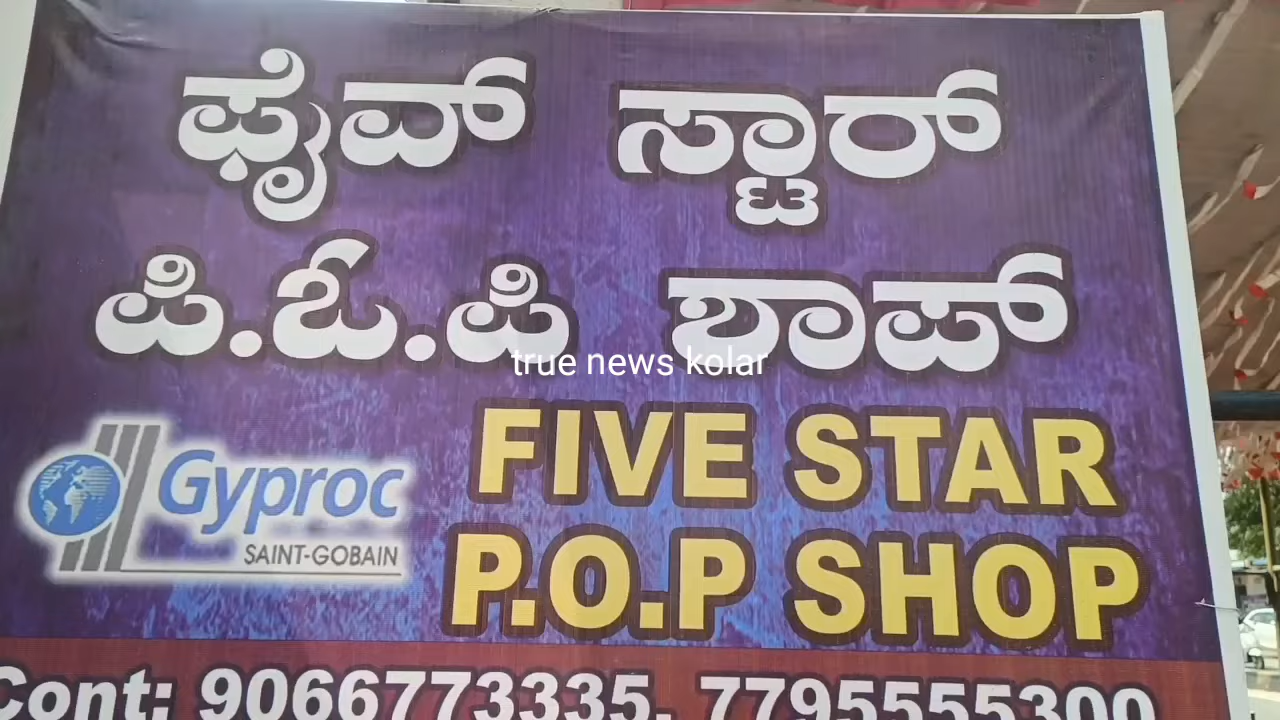 ಫೈವ್ ಸ್ಟಾರ್
ಪಿ.ಓ.ಪಿ ಶಾಪ್
true news kolar
Gyproc
SAINT-GOBAIN
FIVE STAR
P.O.P SHOP
Cont: 9066773335, 7795555300